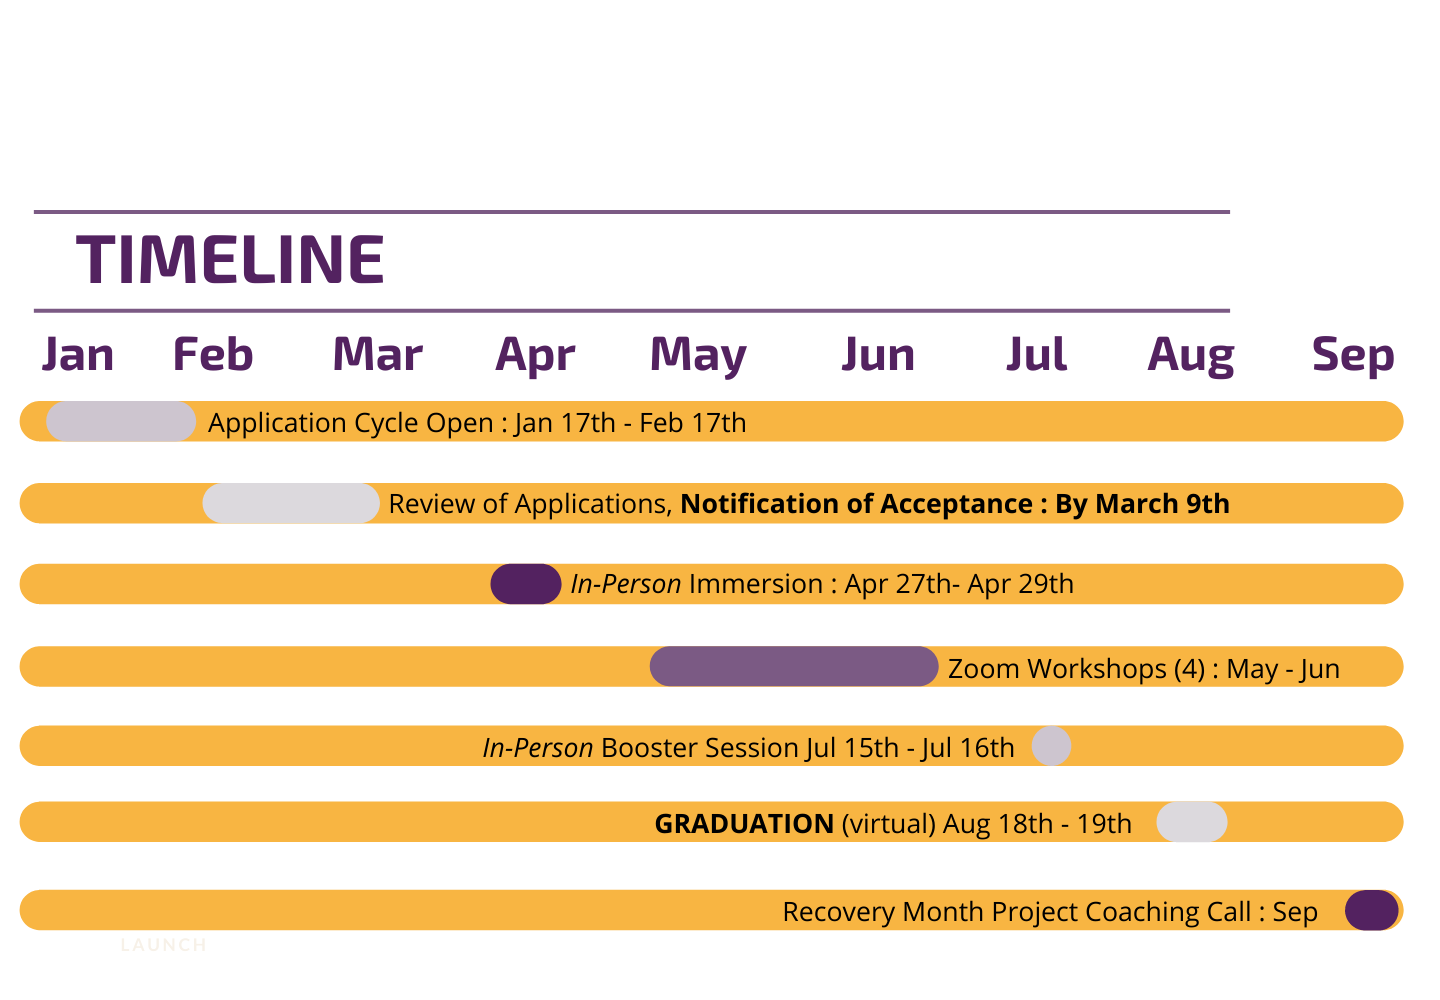 TIMELINE
Jan Feb Mar Apr May Jun Jul Aug Sep
Application Cycle Open : Jan 17th - Feb 17th
Review of Applications, Notification of Acceptance : By March 9th
In-Person Immersion : Apr 27th- Apr 29th
Zoom Workshops (4) : May - Jun
In-Person Booster Session Jul 15th - Jul 16th
GRADUATION (virtual) Aug 18th - 19th
Recovery Month Project Coaching Call : Sep
LAUNCH